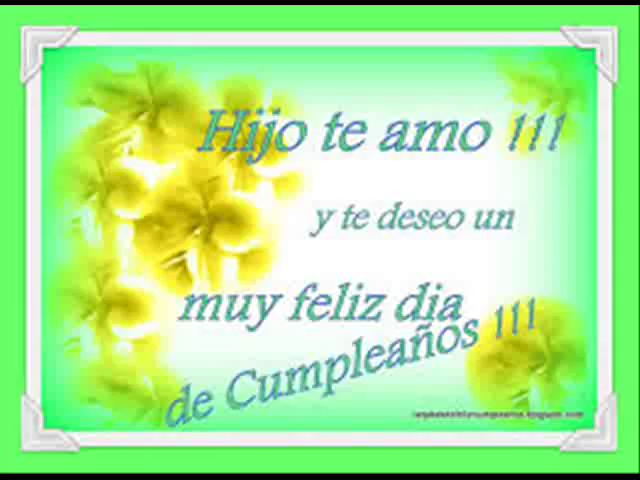 Hijo te amo !!!
y te deseo un
muy feliz dia
de Cumpleaños !!!